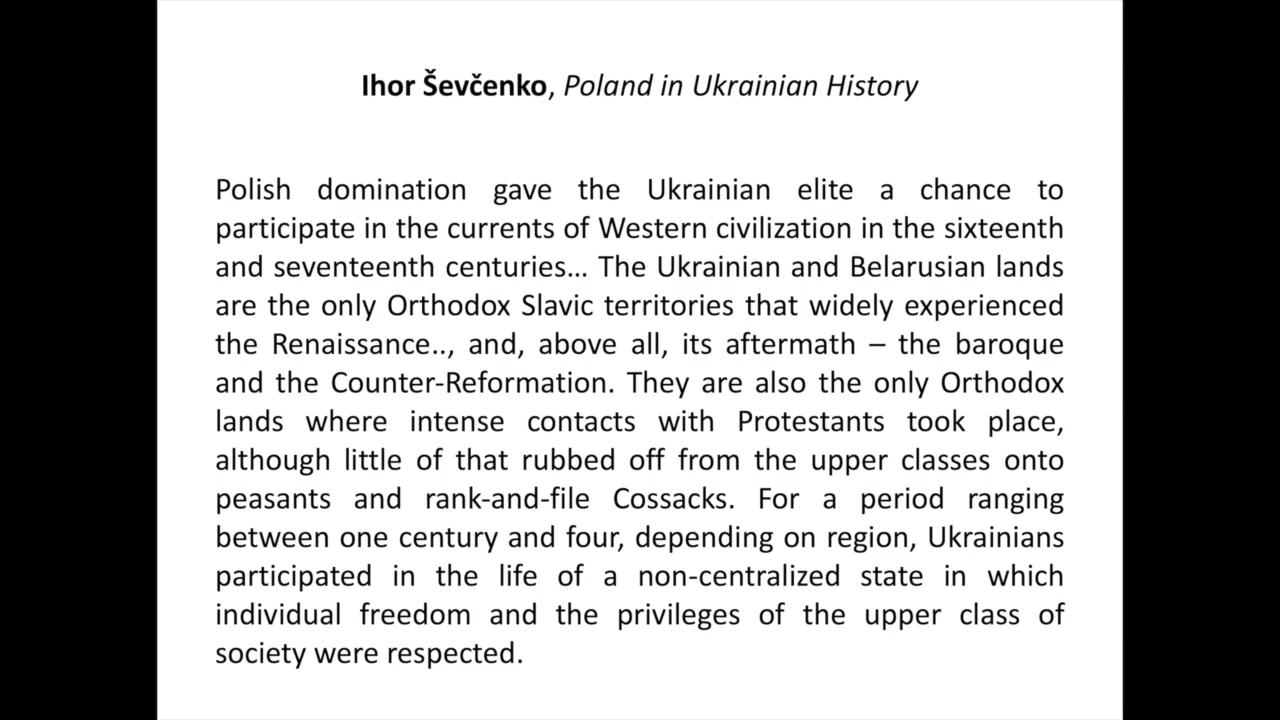 Ihor Ševčenko, Poland in Ukrainian History
Polish domination gave the Ukrainian elite a chance to
participate in the currents of Western civilization in the sixteenth
and seventeenth centuries... The Ukrainian and Belarusian lands
are the only Orthodox Slavic territories that widely experienced
the Renaissance.., and, above all, its aftermath – the baroque
and the Counter-Reformation. They are also the only Orthodox
lands where intense contacts with Protestants took place,
although little of that rubbed off from the upper classes onto
peasants and rank-and-file Cossacks. For a period ranging
between one century and four, depending on region, Ukrainians
participated in the life of a non-centralized state in which
individual freedom and the privileges of the upper class of
society were respected.